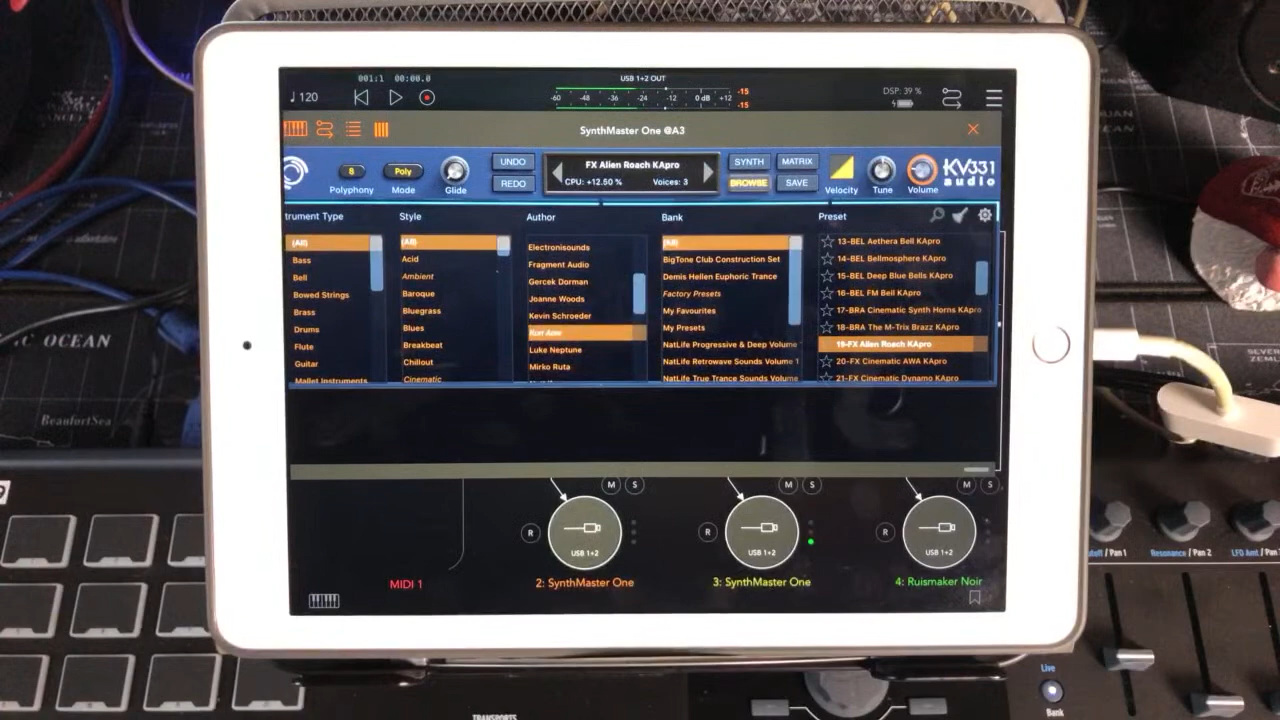 001:1 00:00.0
USB 1+2 OUT
♩120
-60 -48 -36 -24 -12 0 dB +12
-15
-15
DSP: 39 %
SynthMaster One @A3
8
Polyphony
Poly
Mode
Glide
UNDO
REDO
FX Alien Roach KApro
CPU: +12.50 % Voices: 3
SYNTH
MATRIX
BROWSE
SAVE
Velocity
Tune
Volume
KV331
audio
trument Type
(All)
Bass
Bell
Bowed Strings
Brass
Drums
Flute
Guitar
Mallet Instruments
Style
(All)
Acid
Ambient
Baroque
Bluegrass
Blues
Breakbeat
Chillout
Cinematic
Author
Electronisounds
Fragment Audio
Gercek Dorman
Joanne Woods
Kevin Schroeder
Luke Neptune
Mirko Ruta
Bank
(All)
BigTone Club Construction Set
Demis Hellen Euphoric Trance
Factory Presets
My Favourites
My Presets
NatLife Progressive & Deep Volume
NatLife Retrowave Sounds Volume 1
NatLife True Trance Sounds Volume
Preset
13-BEL Aethera Bell KApro
14-BEL Bellmosphere KApro
15-BEL Deep Blue Bells KApro
16-BEL FM Bell KApro
17-BRA Cinematic Synth Horns KApro
18-BRA The M-Trix Brazz KApro
19-FX Alien Roach KApro
20-FX Cinematic AWA KApro
21-FX Cinematic Dynamo KApro
MIDI 1
M S
R
USB 1+2
2: SynthMaster One
M S
R
USB 1+2
3: SynthMaster One
M S
R
USB 1+2
4: Ruismaker Noir
OCEAN
Beaufort Sea
toff / Pan 1
Resonance / Pan 2
LFO Amt / Pan
Live
Bank
TRANSPORTS